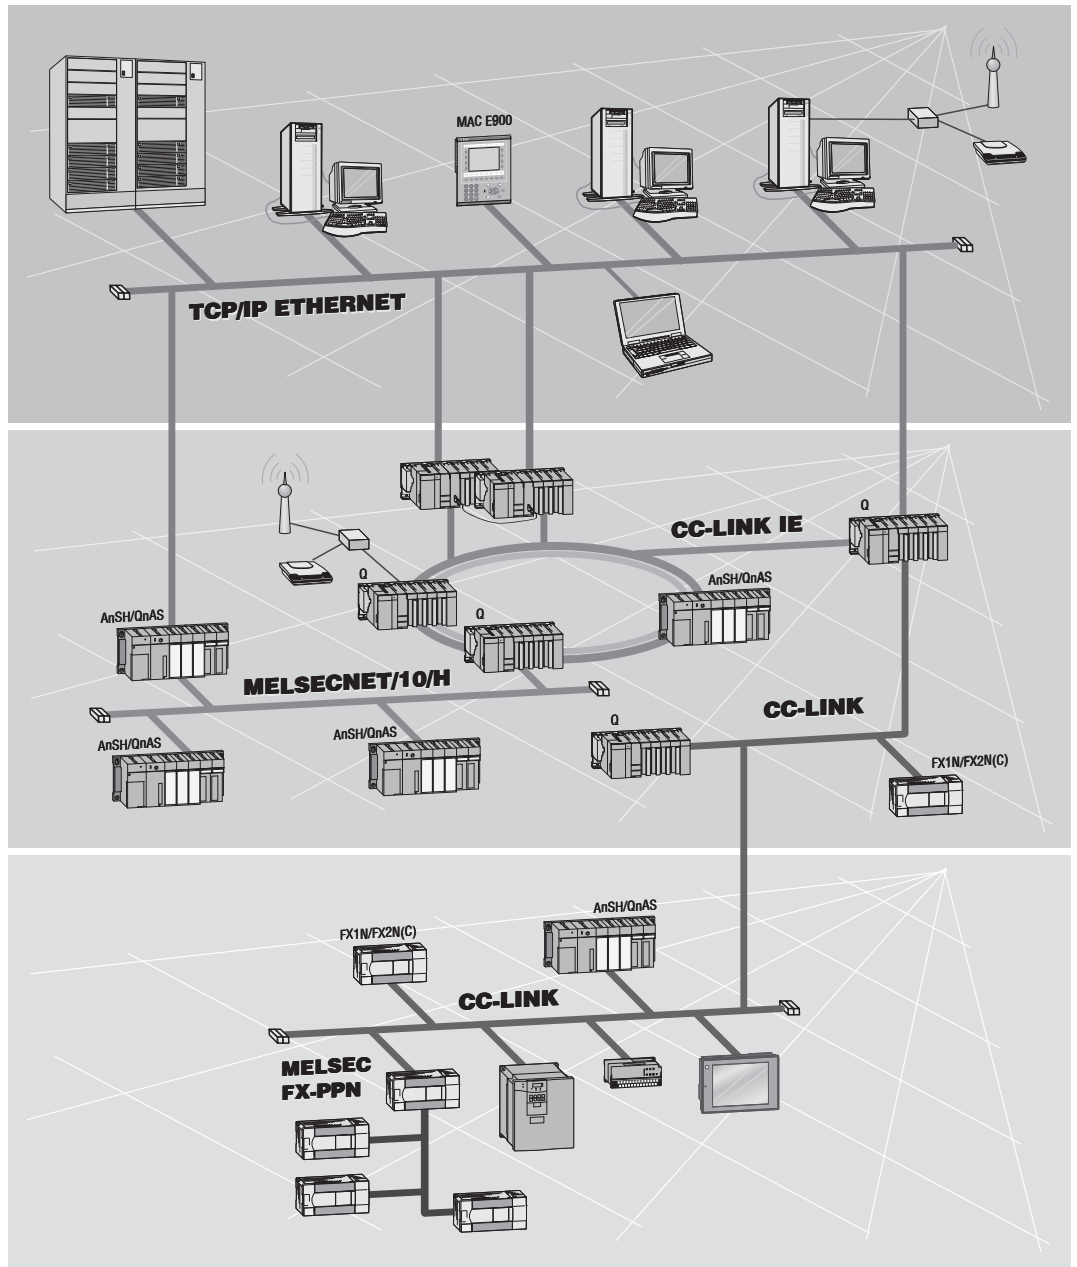 MAC E900
TCP/IP ETHERNET
Q
CC-LINK IE
Q
AnSH/QnAS
AnSH/QnAS
Q
MELSECNET/10/H
CC-LINK
Q
AnSH/QnAS
AnSH/QnAS
FX1N/FX2N(C)
AnSH/QnAS
FX1N/FX2N(C)
CC-LINK
MELSEC
FX-PPN